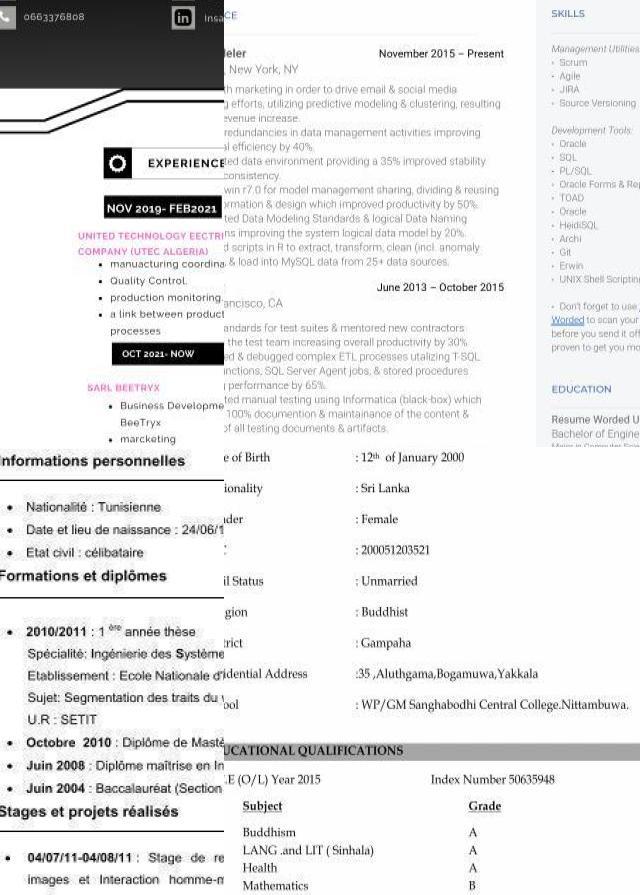 0663376808
in
NOV 2019- FEB2021
EXPERIENCE
UNITED TECHNOLOGY EECTRI
COMPANY (UTEC ALGERIA)
manuacturing coordina
• Quality Control.
• production monitoring.
• a link between product
processes
OCT 2021- NOW
SARL BEETRYX
• Business Developme
BeeTryx
• marcketing
CE
deler
November 2015 – Present
, New York, NY
th marketing in order to drive email & social media
g efforts, utilizing predictive modeling & clustering, resulting
evenue increase.
redundancies in data management activities improving
al efficiency by 40%.
ted data environment providing a 35% improved stability
consistency.
win r7.0 for model management sharing, dividing & reusing
ormation & design which improved productivity by 50%.
ted Data Modeling Standards & logical Data Naming
ns improving the system logical data model by 20%.
d scripts in R to extract, transform, clean (incl. anomaly
& load into MySQL data from 25+ data sources.
June 2013 – October 2015
ancisco, CA
andards for test suites & mentored new contractors
the test team increasing overall productivity by 30%
ed & debugged complex ETL processes utalizing T-SQL
unctions, SQL Server Agent jobs, & stored procedures
performance by 65%.
ted manual testing using Informatica (black-box) which
100% documention & maintainance of the content &
of all testing documents & artifacts.
SKILLS
Management Utilities
• Scrum
• Agile
• JIRA
• Source Versioning
Development Tools:
• Oracle
• SQL
• PL/SQL
• Oracle Forms & Rep
• TOAD
• Oracle
• HeidiSQL
• Archi
• Git
• Erwin
• UNIX Shell Scripting
• Don't forget to use
Worded to scan your
before you send it off
proven to get you mo
EDUCATION
Resume Worded U
Bachelor of Engine
Informations personnelles
• Nationalité : Tunisienne
• Date et lieu de naissance : 24/06/1
• Etat civil : célibataire
Formations et diplômes
• 2010/2011 : 1 ère année thèse
Spécialité: Ingénierie des Système
Etablissement : Ecole Nationale d'
Sujet: Segmentation des traits du v
U.R : SETIT
• Octobre 2010 : Diplôme de Mastè
• Juin 2008 : Diplôme maîtrise en In
• Juin 2004 : Baccalauréat (Section
Stages et projets réalisés
• 04/07/11-04/08/11 : Stage de re
images et Interaction homme-m
e of Birth : 12th of January 2000
ionality : Sri Lanka
der : Female
: 200051203521
il Status : Unmarried
gion : Buddhist
rict : Gampaha
idential Address :35 ,Aluthgama,Bogamuwa,Yakkala
ool : WP/GM Sanghabodhi Central College.Nittambuwa.
UCATIONAL QUALIFICATIONS
.E (O/L) Year 2015 Index Number 50635948
Subject Grade
Buddhism A
LANG .and LIT ( Sinhala) A
Health A
Mathematics B